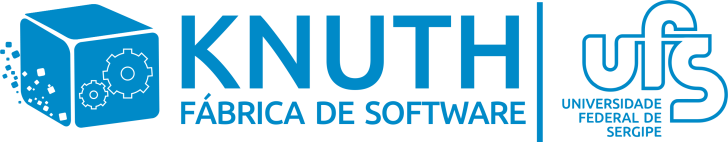 KNUTH
FÁBRICA DE SOFTWARE
ufs
UNIVERSIDADE
FEDERAL DE
SERGIPE